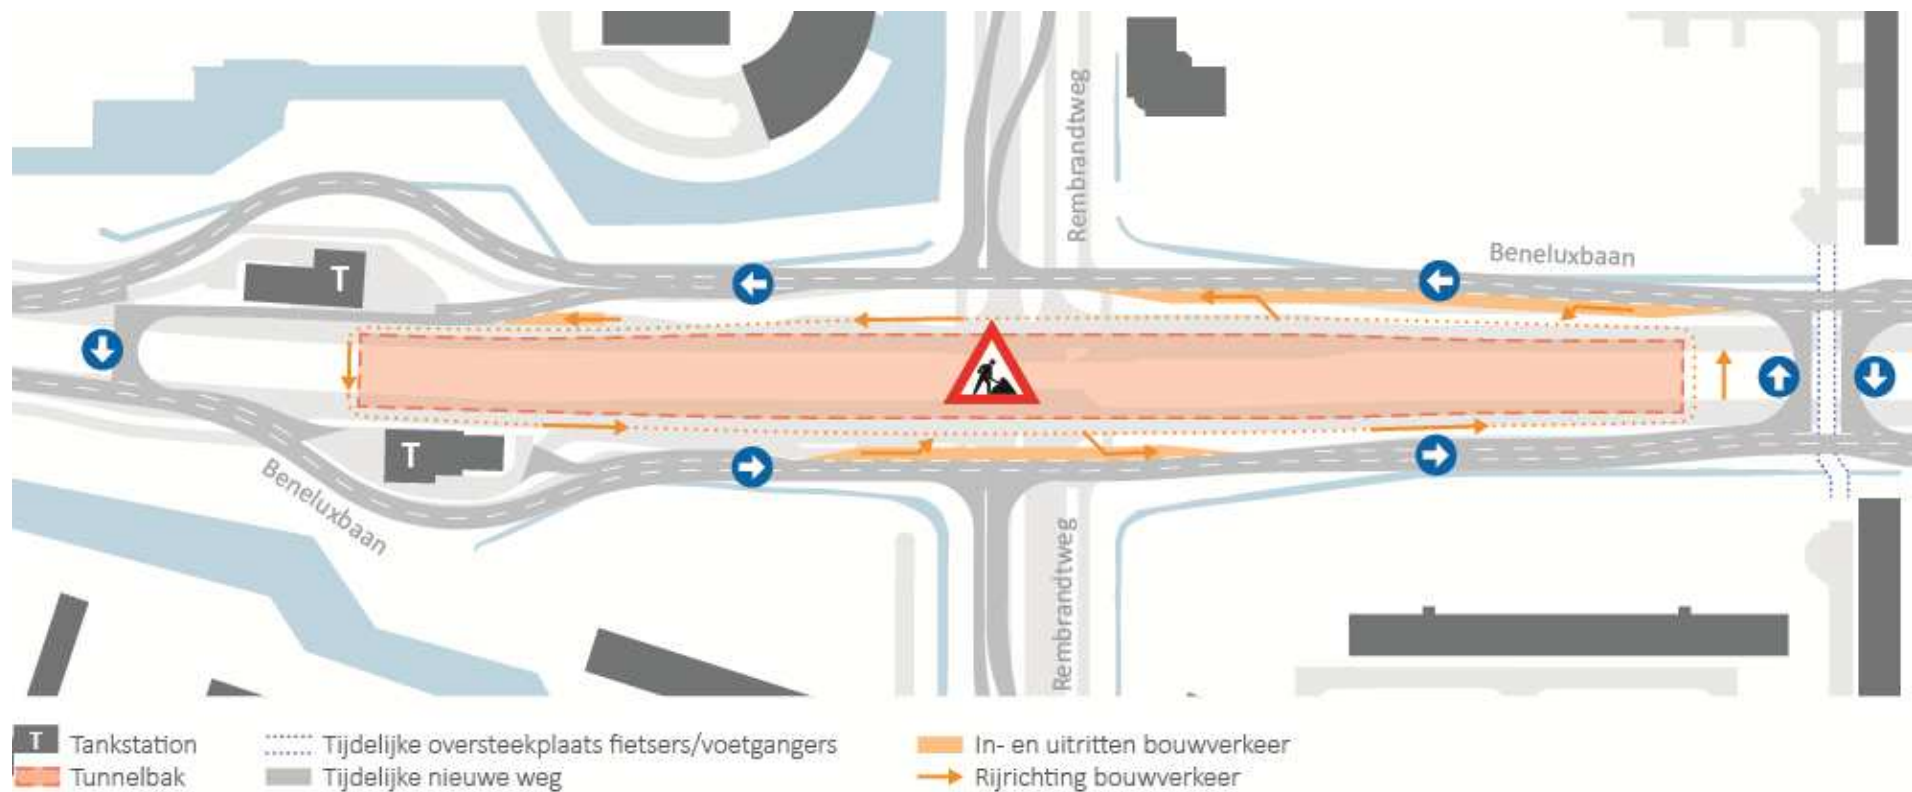 Rembrandtweg
Beneluxbaan
T
T
Beneluxbaan
Rembrandtweg
T Tankstation
Tijdelijke oversteekplaats fietsers/voetgangers
In- en uitritten bouwverkeer
Tunnelbak
Tijdelijke nieuwe weg
Rijrichting bouwverkeer